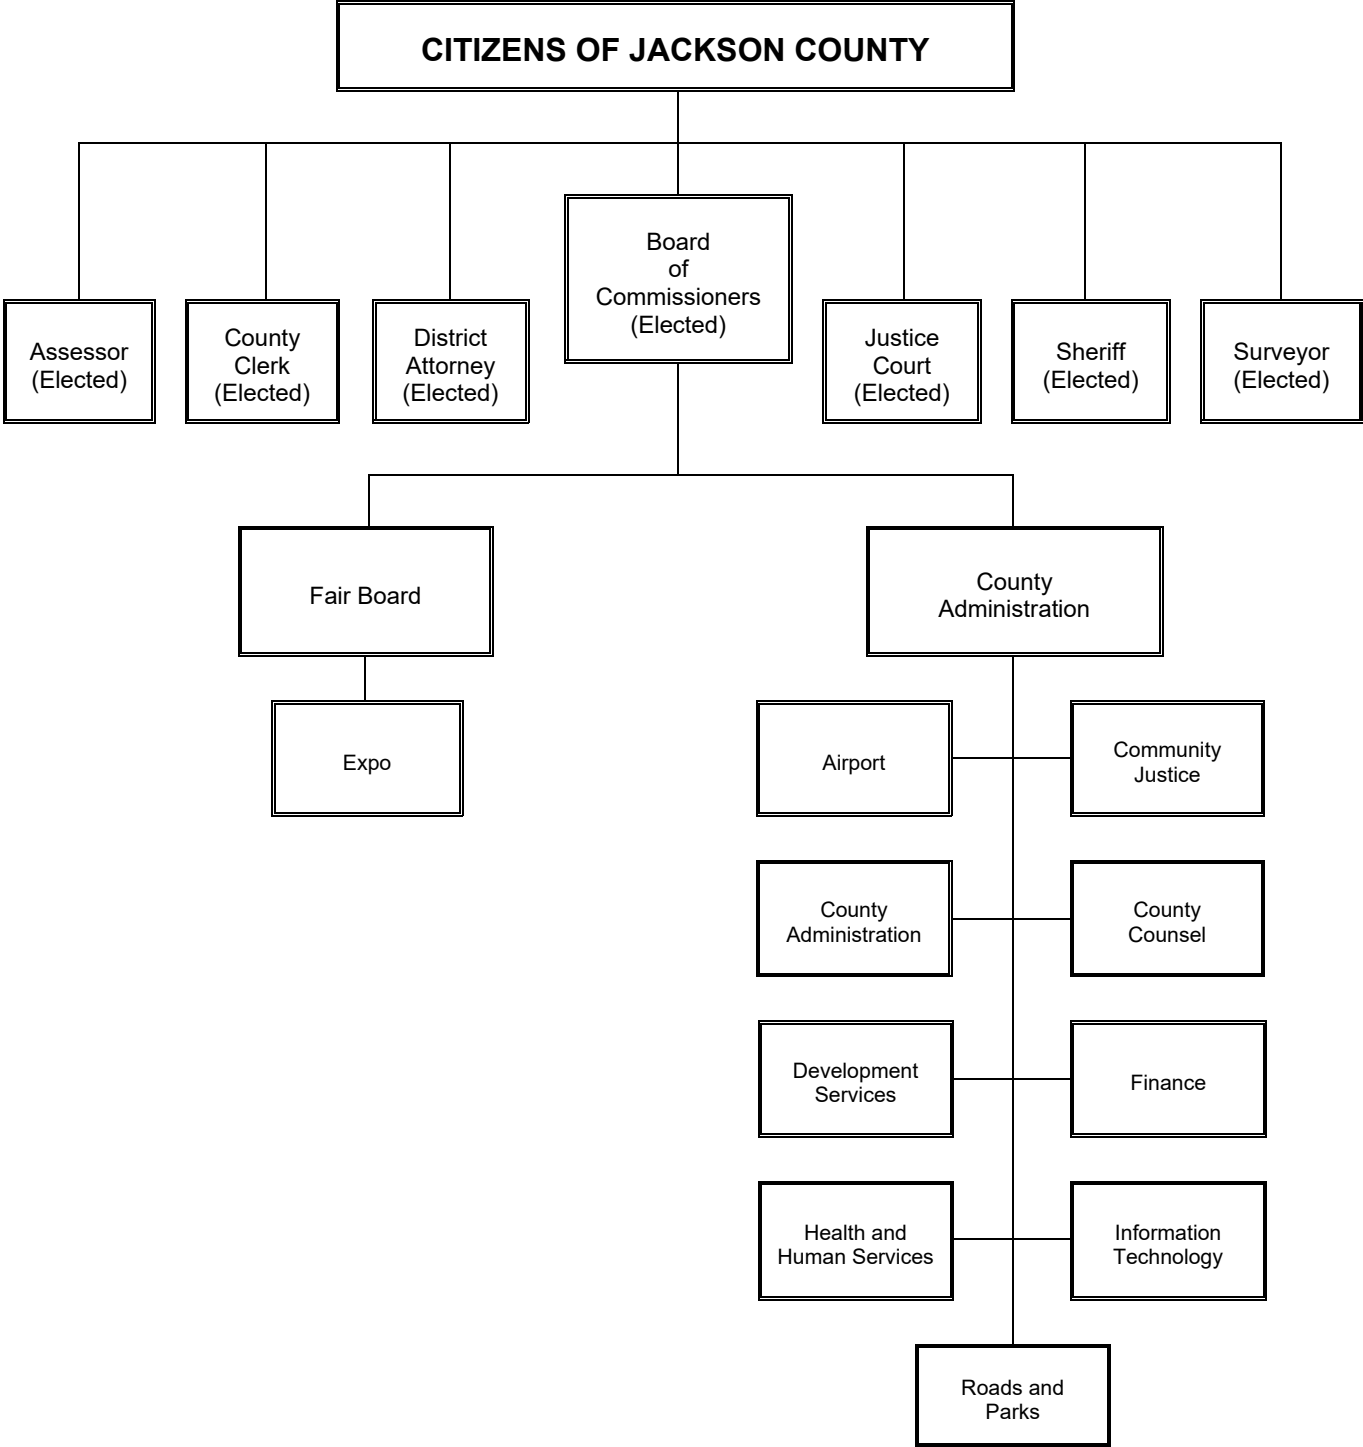 CITIZENS OF JACKSON COUNTY
Board
of
Commissioners
(Elected)
Assessor
(Elected)
County
Clerk
(Elected)
District
Attorney
(Elected)
Justice
Court
(Elected)
Sheriff
(Elected)
Surveyor
(Elected)
Fair Board
County
Administration
Expo
Airport
Community
Justice
County
Administration
County
Counsel
Development
Services
Finance
Health and
Human Services
Information
Technology
Roads and
Parks